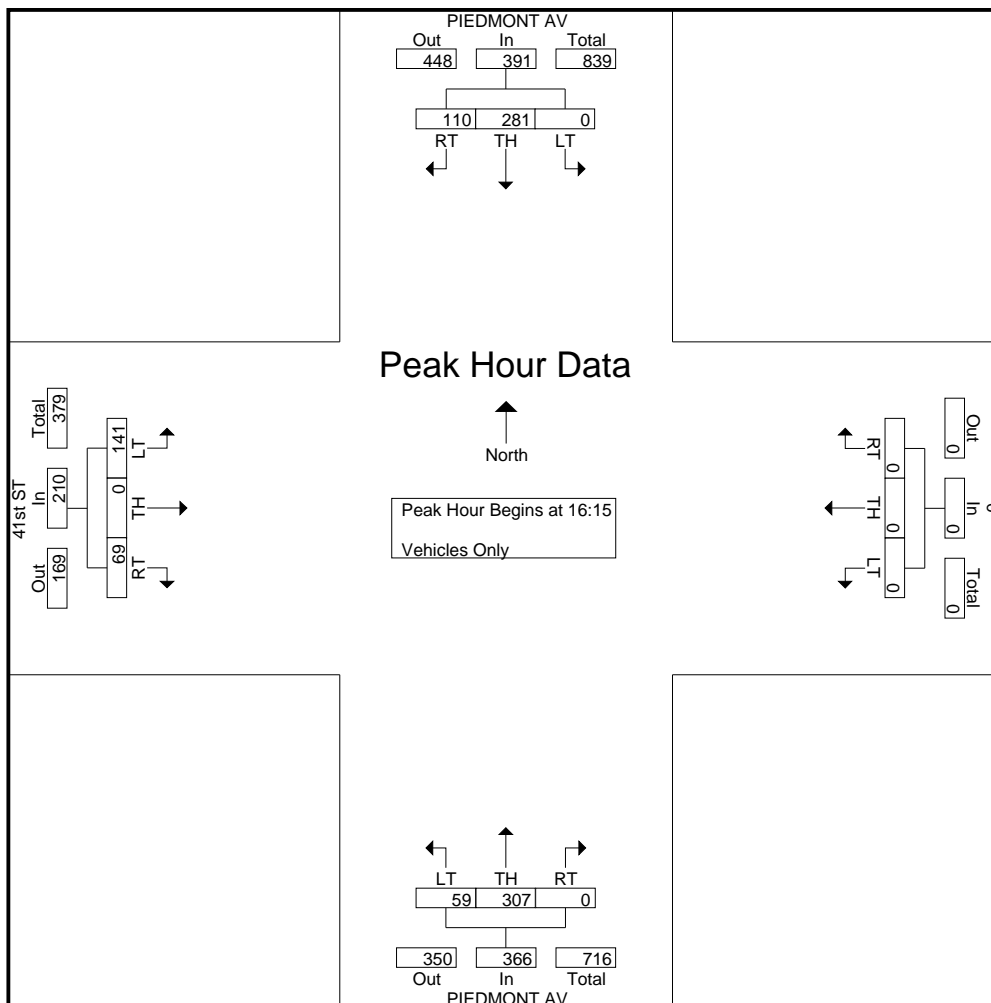 PIEDMONT AV
Out In Total
448 391 839
110 281 0
RT TH LT
Peak Hour Data
North
Peak Hour Begins at 16:15
Vehicles Only
41st ST
Total In Out
379 210 169
141 0 69
LT TH RT
RT TH LT
0 0 0
Out In Total
0 0 0
LT TH RT
59 307 0
350 366 716
Out In Total
PIEDMONT AV